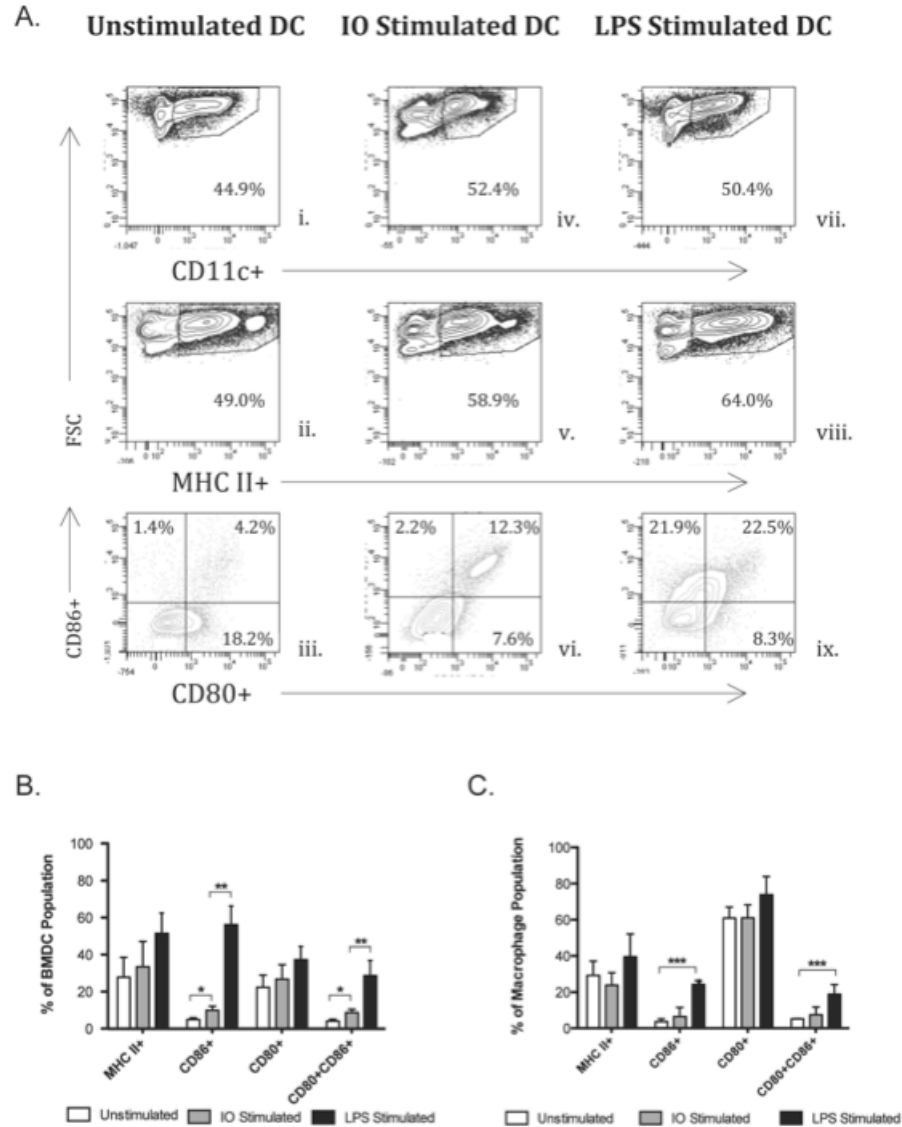 A.
Unstimulated DC IO Stimulated DC LPS Stimulated DC
44.9% i. 52.4% iv. 50.4% vii.
-1,047 -55 -444
CD11c+
FSC
49.0% ii. 58.9% v. 64.0% viii.
MHC II+
1.4% 4.2% 2.2% 12.3% 21.9% 22.5%
CD86+
18.2% iii. 7.6% vi. 8.3% ix.
CD80+
B. C.
% of BMDC Population
100
80
60
40
20
0
* ** * **
MHC II+ CD86+ CD80+ CD80+CD86+
Unstimulated IO Stimulated LPS Stimulated
% of Macrophage Population
100
80
60
40
20
0
*** ***
MHC II+ CD86+ CD80+ CD80+CD86+
Unstimulated IO Stimulated LPS Stimulated